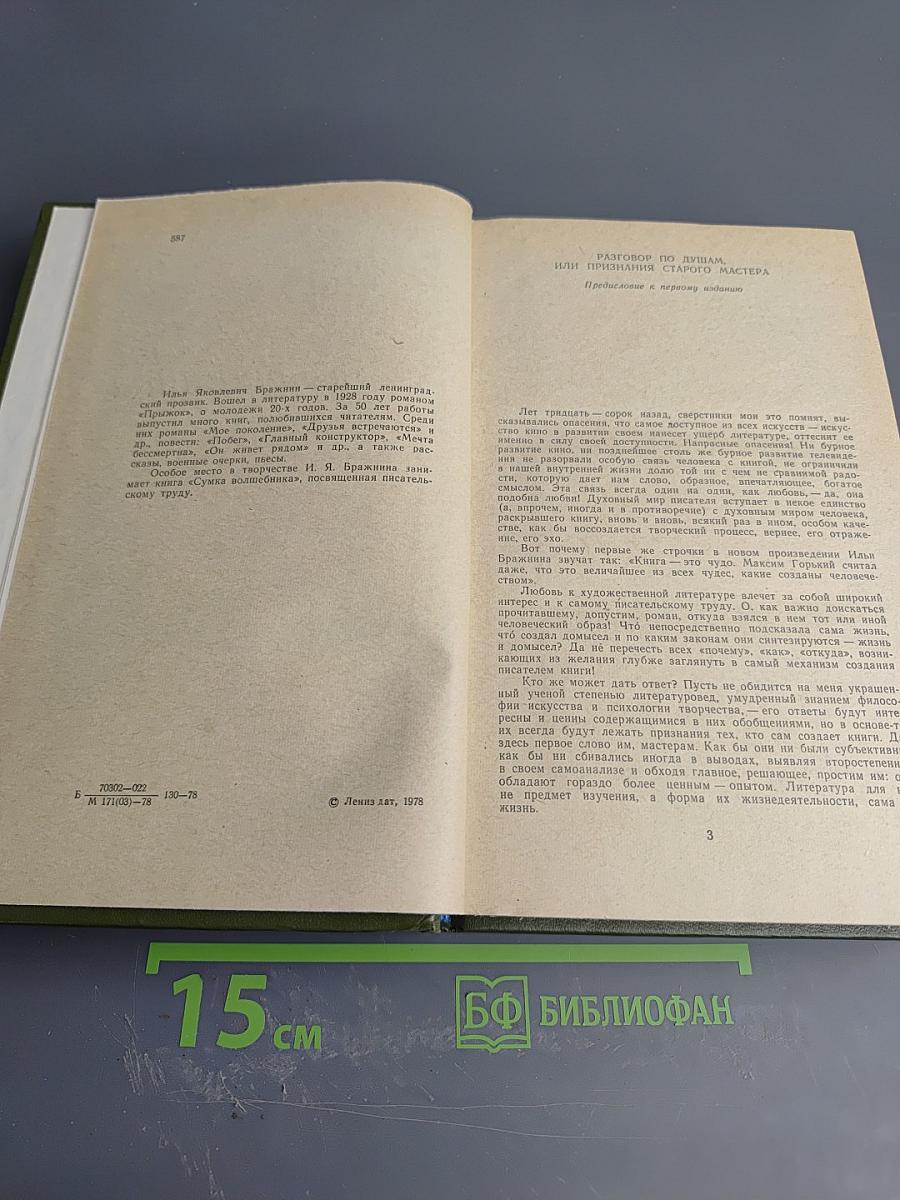 587
Илья Яковлевич Бражнин — старейший ленинград-
ский прозаик. Вошел в литературу в 1928 году романом
«Прыжок», о молодежи 20-х годов. За 50 лет работы
выпустил много книг, полюбившихся читателям. Среди
них романы «Мое поколение», «Друзья встречаются» и
др., повести: «Побег», «Главный конструктор», «Мечта
бессмертна», «Он живет рядом» и др., а также рас-
сказы, военные очерки, пьесы.
Особое место в творчестве И. Я. Бражнина зани-
мает книга «Сумка волшебника», посвященная писатель-
скому труду.
Б 70302—022
М 171(03)—78 130—78
© Лениздат, 1978
РАЗГОВОР ПО ДУШАМ,
ИЛИ ПРИЗНАНИЯ СТАРОГО МАСТЕРА
Предисловие к первому изданию
Лет тридцать — сорок назад, сверстники мои это помнят, вы-
сказывались опасения, что самое доступное из всех искусств — искус-
ство кино в развитии своем нанесет ущерб литературе, оттеснит ее
именно в силу своей доступности. Напрасные опасения! Ни бурное
развитие кино, ни позднейшее столь же бурное развитие телевиде-
ния не разорвали особую связь человека с книгой, не ограничили
в нашей внутренней жизни долю той ни с чем не сравнимой радо-
сти, которую дает нам слово, образное, впечатляющее, богатое
смыслом. Эта связь всегда один на один, как любовь, — да, она
подобна любви! Духовный мир писателя вступает в некое единство
(а, впрочем, иногда и в противоречие) с духовным миром человека,
раскрывшего книгу, вновь и вновь, всякий раз в ином, особом каче-
стве, как бы воссоздается творческий процесс, вернее, его отраже-
ние, его эхо.
Вот почему первые же строчки в новом произведении Ильи
Бражнина звучат так: «Книга — это чудо. Максим Горький считал
даже, что это величайшее из всех чудес, какие созданы человече-
ством».
Любовь к художественной литературе влечет за собой широкий
интерес и к самому писательскому труду. О, как важно доискаться
прочитавшему, допустим, роман, откуда взялся в нем тот или иной
человеческий образ! Что́ непосредственно подсказала сама жизнь,
что́ создал домысел и по каким законам они синтезируются — жизнь
и домысел? Да не перечесть всех «почему», «как», «откуда», возни-
кающих из желания глубже заглянуть в самый механизм создания
писателем книги!
Кто же может дать ответ? Пусть не обидится на меня украшен-
ный ученой степенью литературовед, умудренный знанием филосо-
фии искусства и психологии творчества, — его ответы будут инте
ресны и ценны содержащимися в них обобщениями, но в основе-т
их всегда будут лежать признания тех, кто сам создает книги. Д
здесь первое слово им, мастерам. Как бы они ни были субъективн
как бы ни сбивались иногда в выводах, выявляя второстепенн
в своем самоанализе и обходя главное, решающее, простим им: о
обладают гораздо более ценным — опытом. Литература для н
не предмет изучения, а форма их жизнедеятельности, сама
жизнь.
3
15 см
БФ БИБЛИОФАН